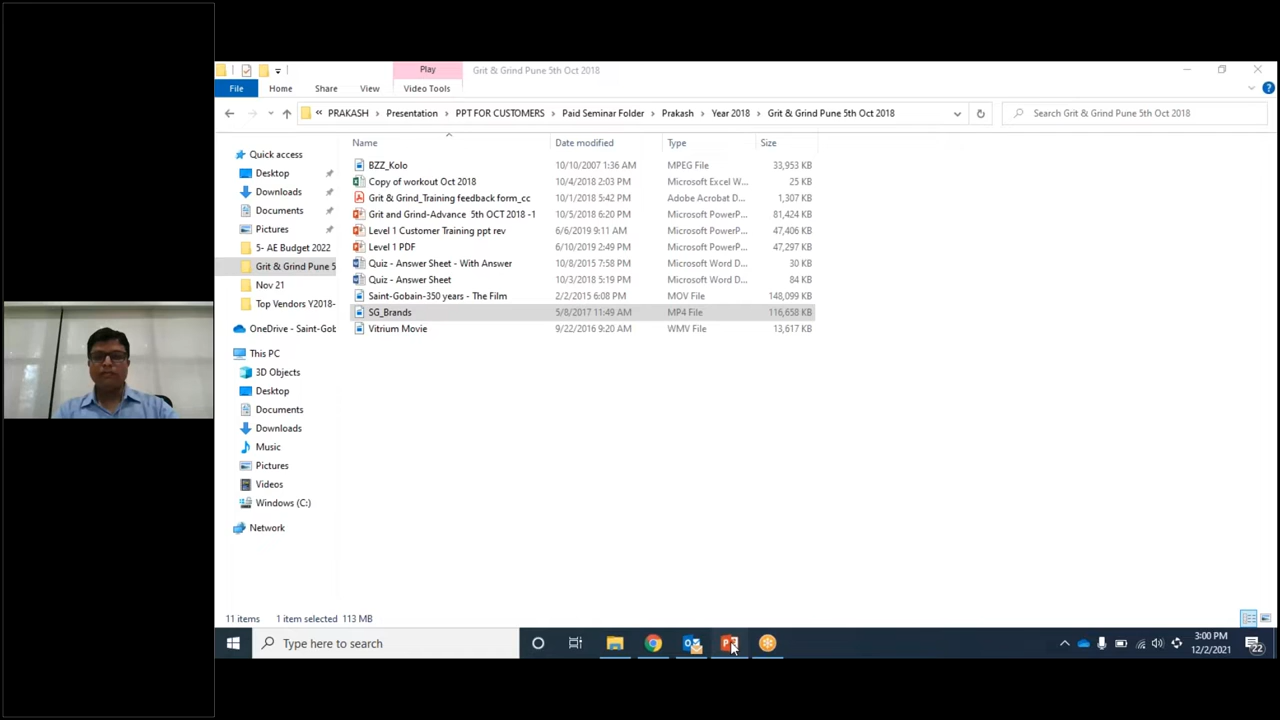 Play
Grit & Grind Pune 5th Oct 2018
File
Home
Share
View
Video Tools
« PRAKASH > Presentation > PPT FOR CUSTOMERS > Paid Seminar Folder > Prakash > Year 2018 > Grit & Grind Pune 5th Oct 2018
Search Grit & Grind Pune 5th Oct 2018
Quick access
Desktop
Downloads
Documents
Pictures
5- AE Budget 2022
Grit & Grind Pune 5
Nov 21
Top Vendors Y2018-
OneDrive - Saint-Gob
This PC
3D Objects
Desktop
Documents
Downloads
Music
Pictures
Videos
Windows (C:)
Network
Name Date modified Type Size
BZZ_Kolo 10/10/2007 1:36 AM MPEG File 33,953 KB
Copy of workout Oct 2018 10/4/2018 2:03 PM Microsoft Excel W... 25 KB
Grit & Grind_Training feedback form_cc 10/1/2018 5:42 PM Adobe Acrobat D... 1,307 KB
Grit and Grind-Advance 5th OCT 2018 -1 10/5/2018 6:20 PM Microsoft PowerP... 81,424 KB
Level 1 Customer Training ppt rev 6/6/2019 9:11 AM Microsoft PowerP... 47,406 KB
Level 1 PDF 6/10/2019 2:49 PM Microsoft PowerP... 47,297 KB
Quiz - Answer Sheet - With Answer 10/8/2015 7:58 PM Microsoft Word D... 30 KB
Quiz - Answer Sheet 10/3/2018 5:19 PM Microsoft Word D... 84 KB
Saint-Gobain-350 years - The Film 2/2/2015 6:08 PM MOV File 148,099 KB
SG_Brands 5/8/2017 11:49 AM MP4 File 116,658 KB
Vitrium Movie 9/22/2016 9:20 AM WMV File 13,617 KB
11 items 1 item selected 113 MB
Type here to search
3:00 PM
12/2/2021
22